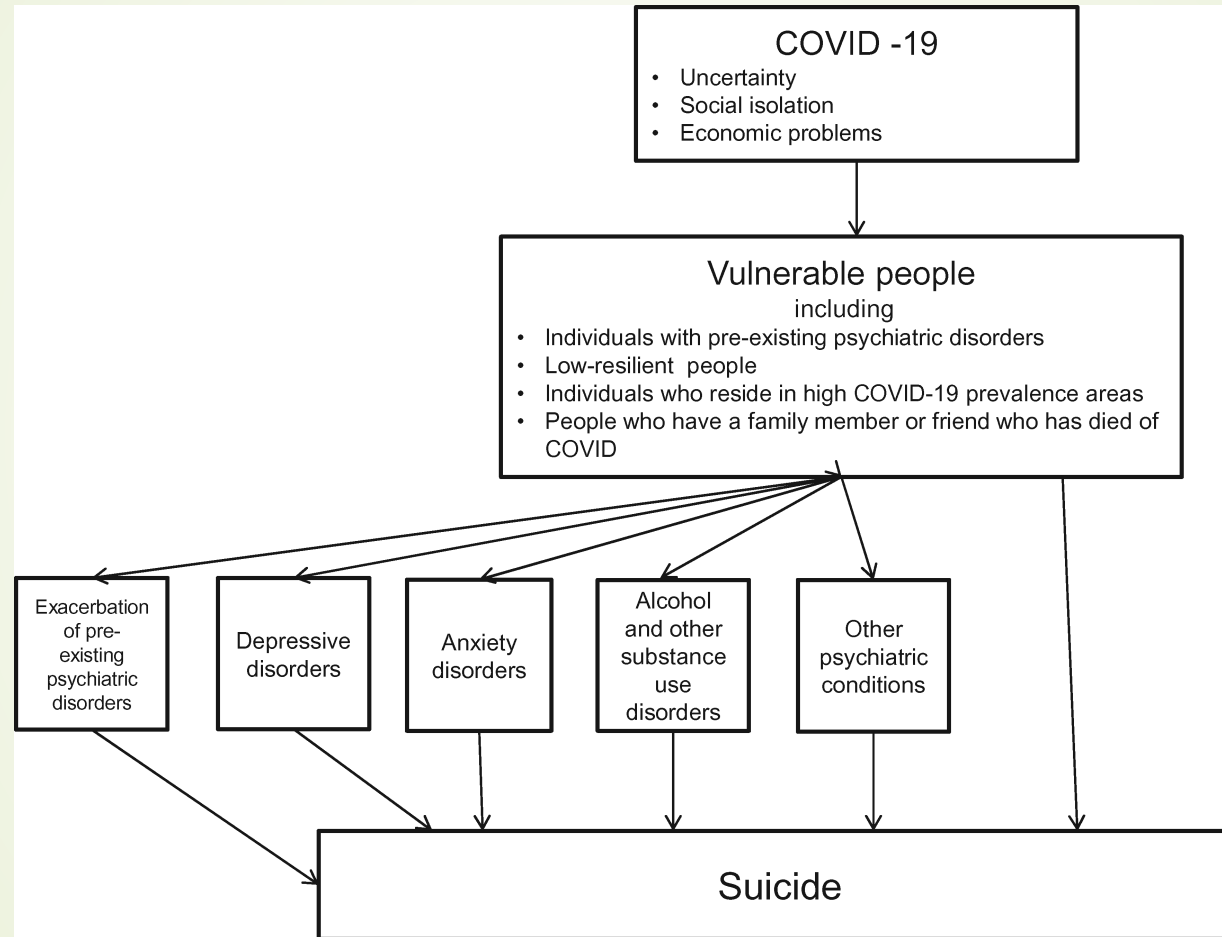 COVID -19
• Uncertainty
• Social isolation
• Economic problems
Vulnerable people
including
• Individuals with pre-existing psychiatric disorders
• Low-resilient people
• Individuals who reside in high COVID-19 prevalence areas
• People who have a family member or friend who has died of
COVID
Exacerbation
of pre-
existing
psychiatric
disorders
Depressive
disorders
Anxiety
disorders
Alcohol
and other
substance
use
disorders
Other
psychiatric
conditions
Suicide